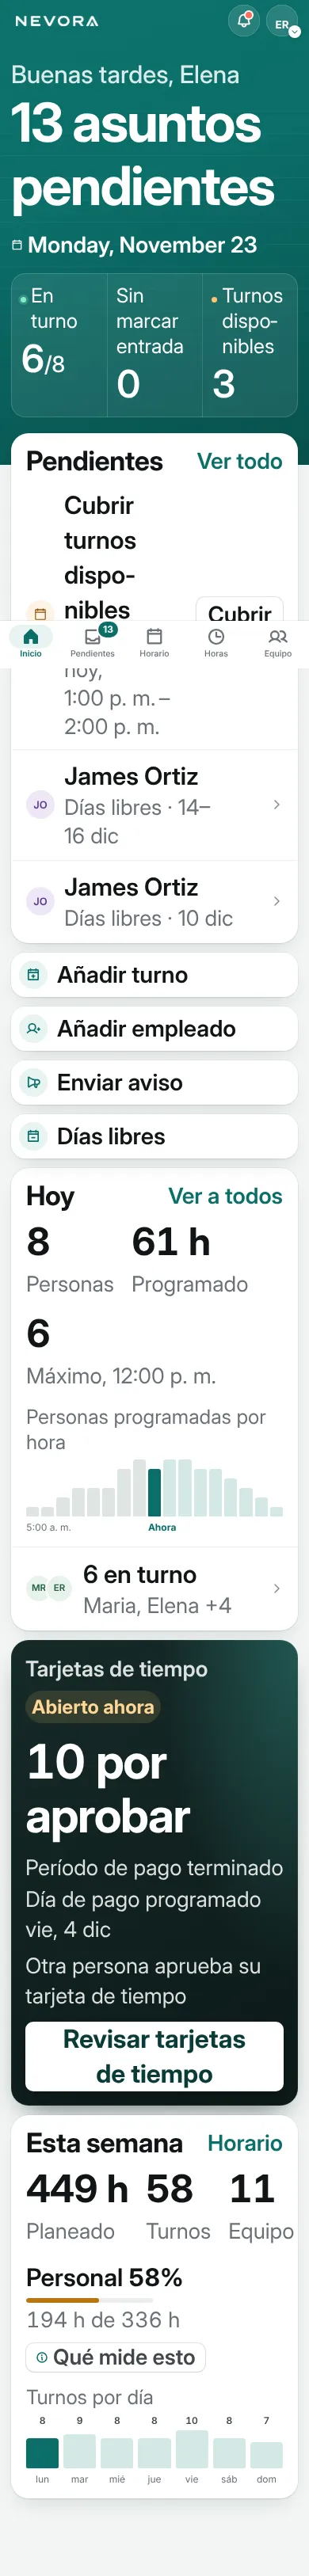 NEVORA
ER
Buenas tardes, Elena
13 asuntos
pendientes
Monday, November 23
En
turno
6/8
Sin
marcar
entrada
0
Turnos
dispo-
nibles
3
Pendientes
Ver todo
Cubrir
turnos
dispo-
nibles
Cubrir
Inicio
13
Pendientes
Horario
Horas
Equipo
hoy,
1:00 p. m. –
2:00 p. m.
JO
James Ortiz
Días libres · 14–
16 dic
JO
James Ortiz
Días libres · 10 dic
Añadir turno
Añadir empleado
Enviar aviso
Días libres
Hoy
Ver a todos
8
Personas
61 h
Programado
6
Máximo, 12:00 p. m.
Personas programadas por
hora
5:00 a. m.
Ahora
MR
ER
6 en turno
Maria, Elena +4
Tarjetas de tiempo
Abierto ahora
10 por
aprobar
Período de pago terminado
Día de pago programado
vie, 4 dic
Otra persona aprueba su
tarjeta de tiempo
Revisar tarjetas
de tiempo
Esta semana
Horario
449 h
Planeado
58
Turnos
11
Equipo
Personal 58%
194 h de 336 h
Qué mide esto
Turnos por día
8 9 8 8 10 8 7
lun mar mié jue vie sáb dom